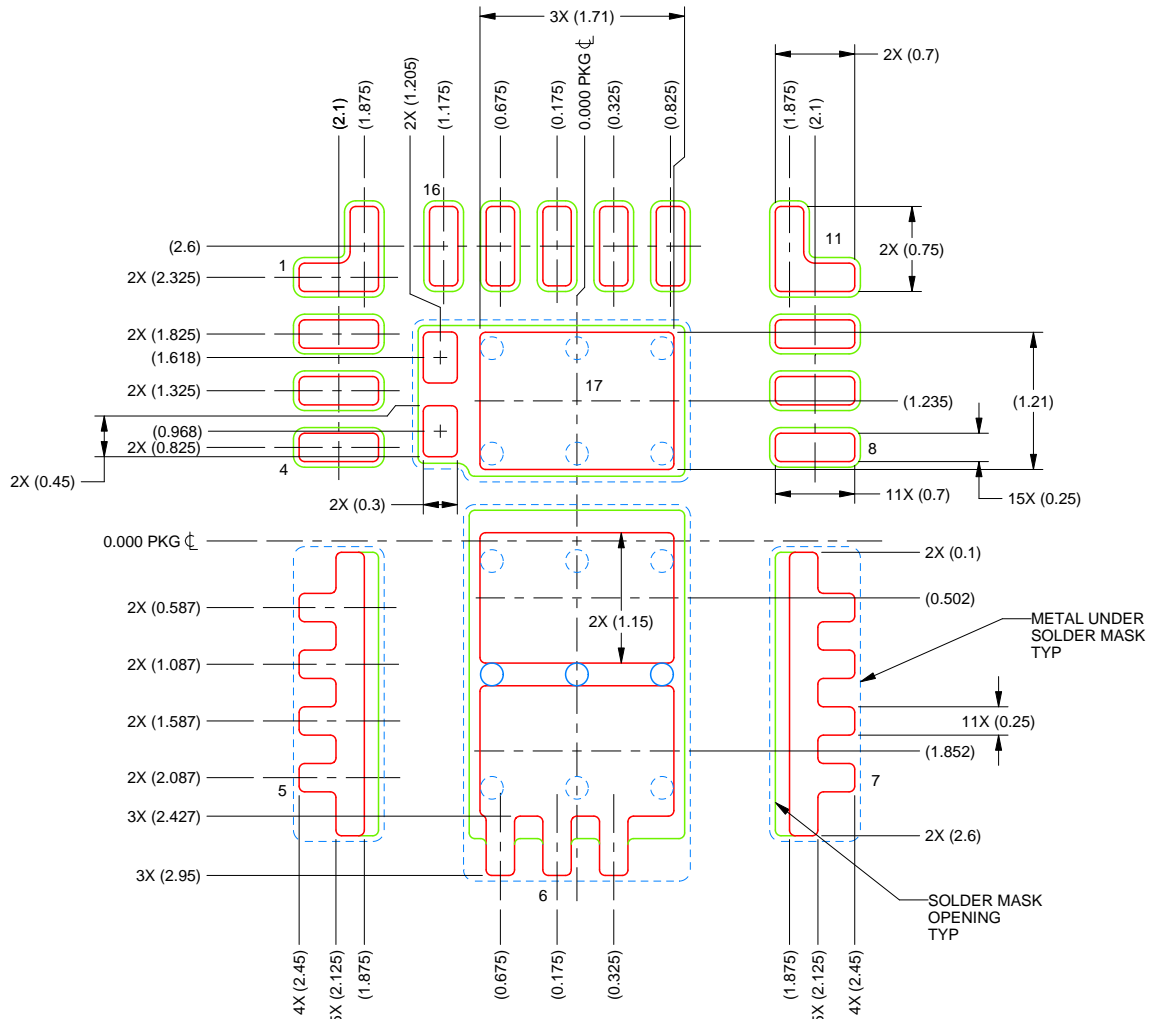 3X (1.71)
2X (0.7)
(2.1)
(1.875)
2X (1.205)
(1.175)
(0.675)
(0.175)
0.000 PKG ℄
(0.325)
(0.825)
(1.875)
(2.1)
16
(2.6)
1
11
2X (0.75)
2X (2.325)
2X (1.825)
(1.618)
2X (1.325)
17
(1.235)
(1.21)
(0.968)
2X (0.825)
4
8
2X (0.45)
2X (0.3)
11X (0.7)
15X (0.25)
0.000 PKG ℄
2X (0.1)
2X (0.587)
(0.502)
2X (1.15)
METAL UNDER
SOLDER MASK
TYP
2X (1.087)
2X (1.587)
11X (0.25)
(1.852)
2X (2.087)
5
7
3X (2.427)
2X (2.6)
3X (2.95)
6
SOLDER MASK
OPENING
TYP
4X (2.45)
X (2.125)
(1.875)
(0.675)
(0.175)
(0.325)
(1.875)
X (2.125)
4X (2.45)